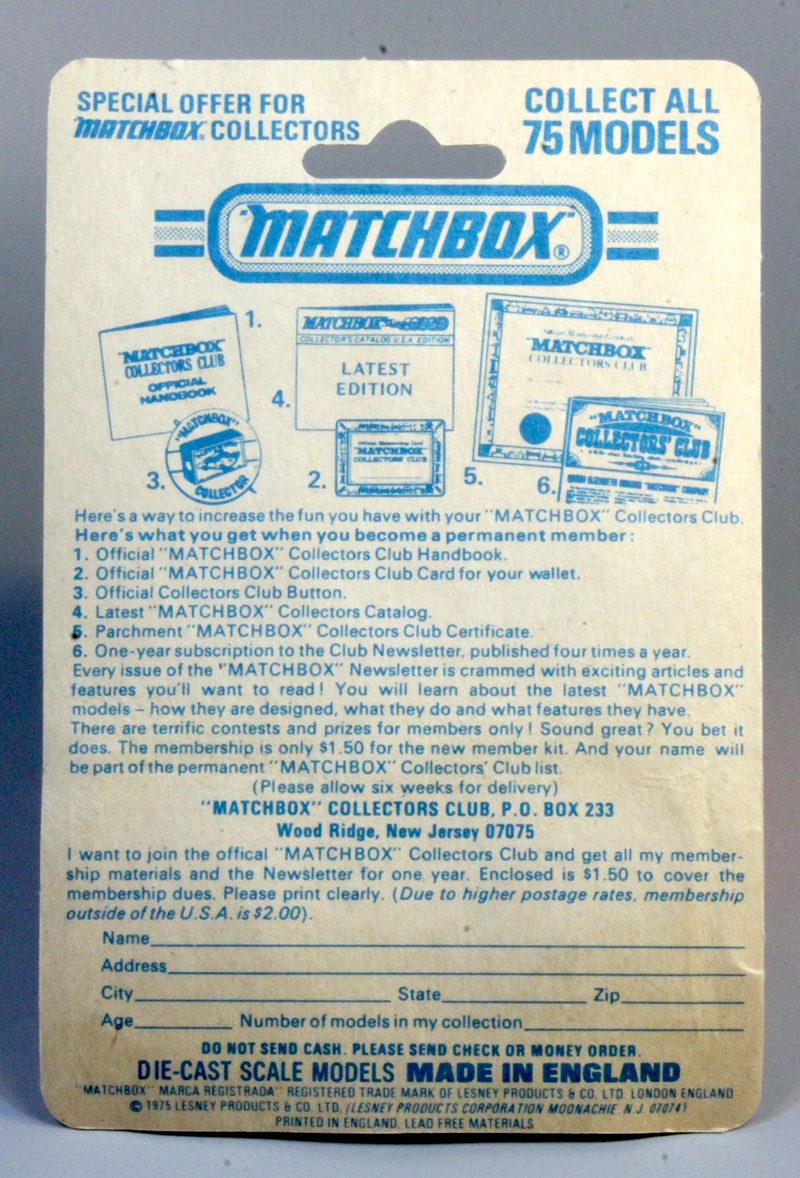 SPECIAL OFFER FOR
"MATCHBOX" COLLECTORS
COLLECT ALL
75 MODELS
"MATCHBOX"®
1.
"MATCHBOX"
COLLECTORS CLUB
OFFICIAL
HANDBOOK
COLLECTOR'S CATALOG U.S.A. EDITION
LATEST
EDITION
4.
"MATCHBOX"
COLLECTORS CLUB
"MATCHBOX"
COLLECTOR
3.
2.
"MATCHBOX"
COLLECTORS CLUB
5.
6.
"MATCHBOX"
COLLECTORS' CLUB
Here's a way to increase the fun you have with your "MATCHBOX" Collectors Club.
Here's what you get when you become a permanent member:
1. Official "MATCHBOX" Collectors Club Handbook.
2. Official "MATCHBOX" Collectors Club Card for your wallet.
3. Official Collectors Club Button.
4. Latest "MATCHBOX" Collectors Catalog.
5. Parchment "MATCHBOX" Collectors Club Certificate.
6. One-year subscription to the Club Newsletter, published four times a year.
Every issue of the "MATCHBOX" Newsletter is crammed with exciting articles and
features you'll want to read! You will learn about the latest "MATCHBOX"
models – how they are designed, what they do and what features they have.
There are terrific contests and prizes for members only! Sound great? You bet it
does. The membership is only $1.50 for the new member kit. And your name will
be part of the permanent "MATCHBOX" Collectors' Club list.
(Please allow six weeks for delivery)
"MATCHBOX" COLLECTORS CLUB, P.O. BOX 233
Wood Ridge, New Jersey 07075
I want to join the offical "MATCHBOX" Collectors Club and get all my member-
ship materials and the Newsletter for one year. Enclosed is $1.50 to cover the
membership dues. Please print clearly. (Due to higher postage rates, membership
outside of the U.S.A. is $2.00).
Name
Address
City State Zip
Age Number of models in my collection
DO NOT SEND CASH. PLEASE SEND CHECK OR MONEY ORDER.
DIE-CAST SCALE MODELS MADE IN ENGLAND
"MATCHBOX" MARCA REGISTRADA" REGISTERED TRADE MARK OF LESNEY PRODUCTS & CO. LTD. LONDON ENGLAND
© 1975 LESNEY PRODUCTS & CO. LTD. (LESNEY PRODUCTS CORPORATION MOONACHIE N.J. 07074)
PRINTED IN ENGLAND. LEAD FREE MATERIALS